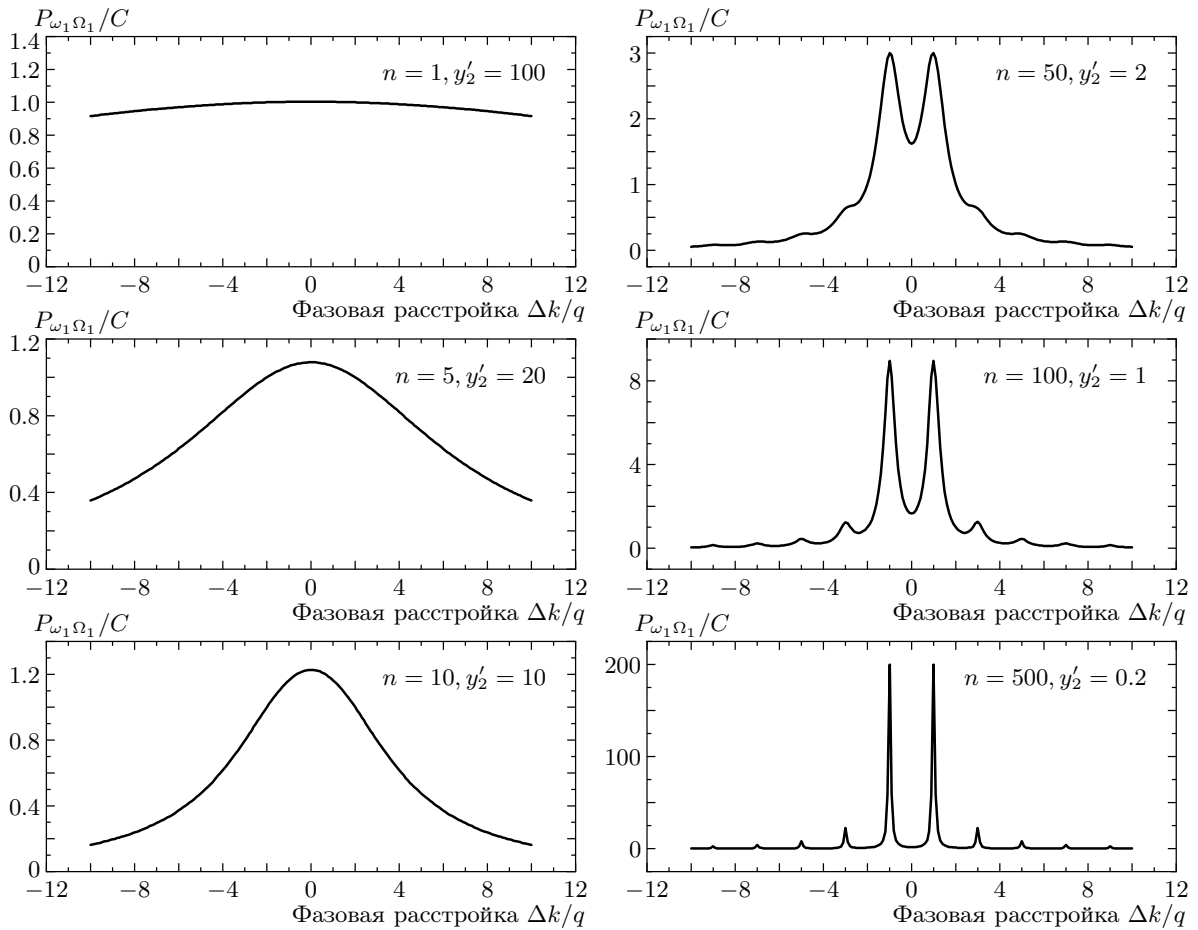 P_{ω₁Ω₁}/C
1.4
1.2
1.0
0.8
0.6
0.4
0.2
0
n = 1, y′₂ = 100
−12 −8 −4 0 4 8 12
Фазовая расстройка Δk/q
P_{ω₁Ω₁}/C
3
2
1
0
n = 50, y′₂ = 2
−12 −8 −4 0 4 8 12
Фазовая расстройка Δk/q
P_{ω₁Ω₁}/C
1.2
0.8
0.4
0
n = 5, y′₂ = 20
−12 −8 −4 0 4 8 12
Фазовая расстройка Δk/q
P_{ω₁Ω₁}/C
8
4
0
n = 100, y′₂ = 1
−12 −8 −4 0 4 8 12
Фазовая расстройка Δk/q
P_{ω₁Ω₁}/C
1.2
0.8
0.4
0
n = 10, y′₂ = 10
−12 −8 −4 0 4 8 12
Фазовая расстройка Δk/q
P_{ω₁Ω₁}/C
200
100
0
n = 500, y′₂ = 0.2
−12 −8 −4 0 4 8 12
Фазовая расстройка Δk/q